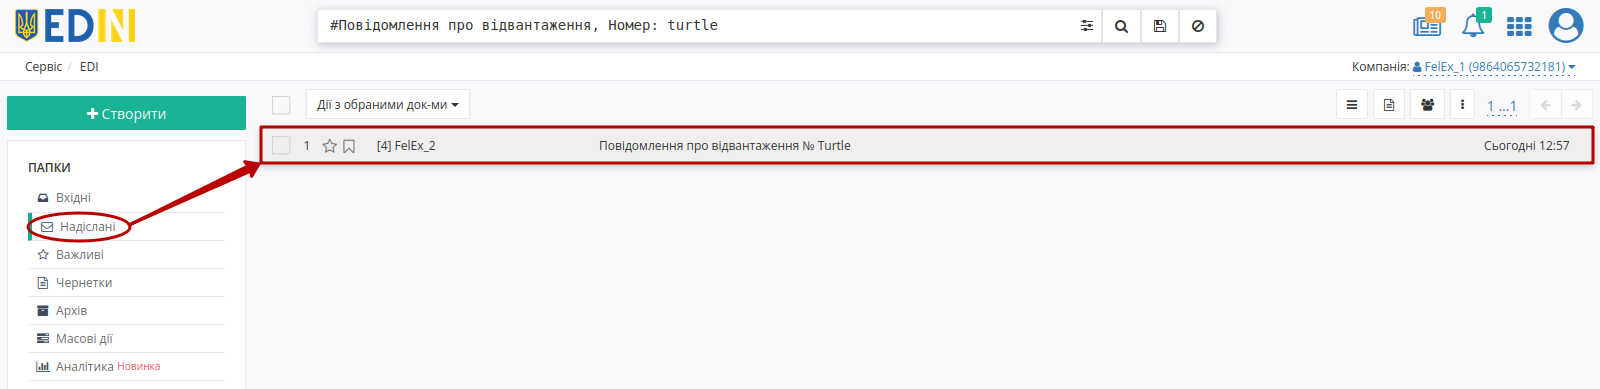 EDIN
#Повідомлення про відвантаження, Номер: turtle
10
1
Сервіс / EDI
Компанія: FelEx_1 (9864065732181)
+ Створити
Дії з обраними док-ми
1 ...1
1 [4] FelEx_2 Повідомлення про відвантаження № Turtle Сьогодні 12:57
ПАПКИ
Вхідні
Надіслані
Важливі
Чернетки
Архів
Масові дії
Аналітика Новинка